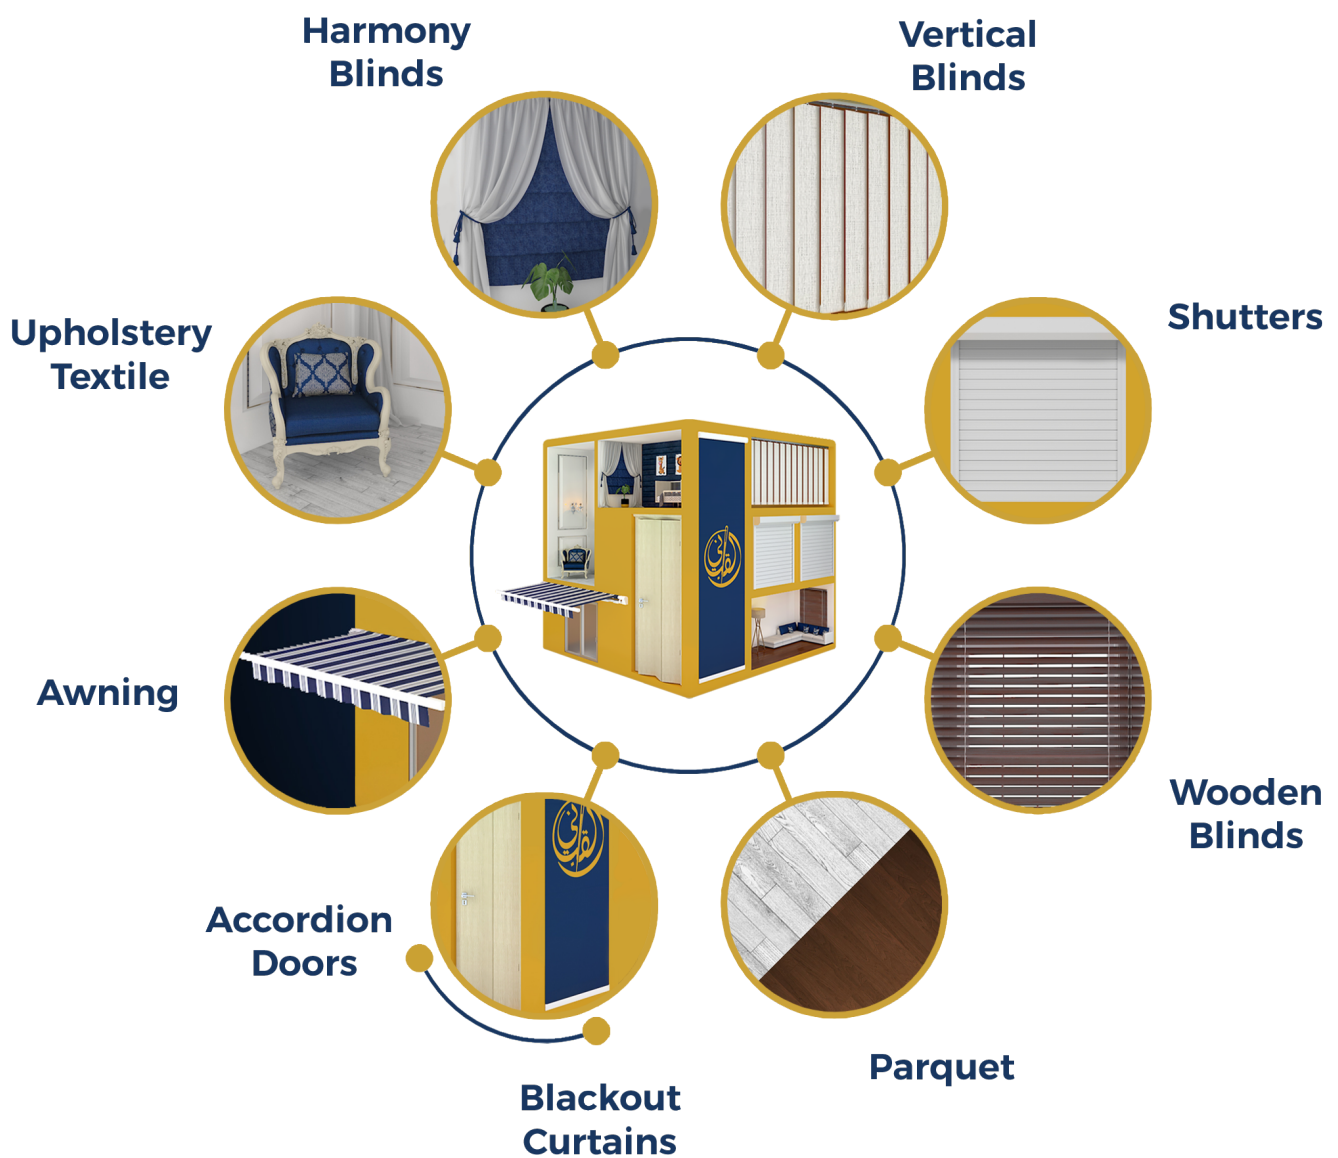 Harmony
Blinds
Vertical
Blinds
Upholstery
Textile
Shutters
Awning
Wooden
Blinds
Accordion
Doors
Parquet
Blackout
Curtains